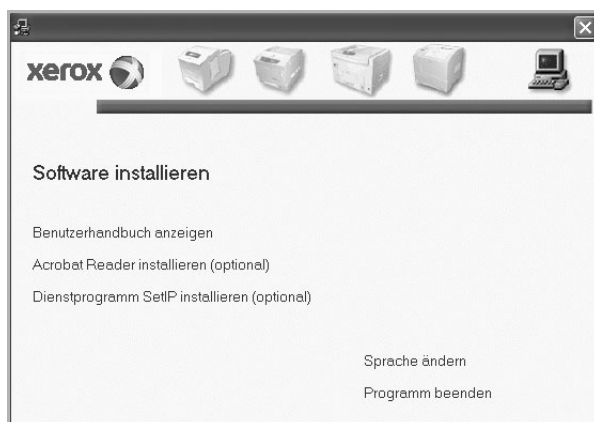 xerox
Software installieren
Benutzerhandbuch anzeigen
Acrobat Reader installieren (optional)
Dienstprogramm SetIP installieren (optional)
Sprache ändern
Programm beenden